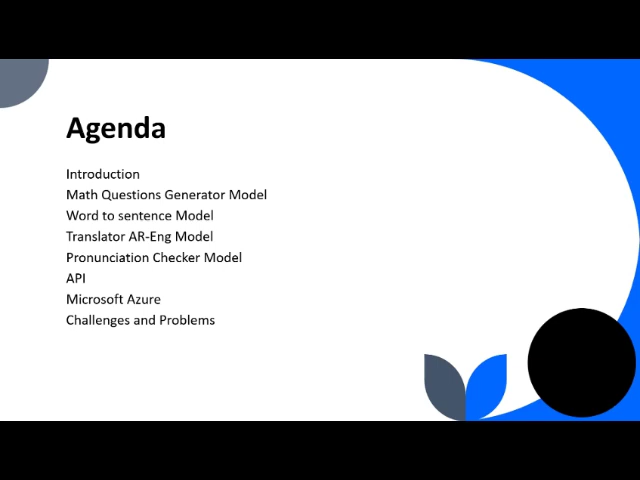 Agenda
Introduction
Math Questions Generator Model
Word to sentence Model
Translator AR-Eng Model
Pronunciation Checker Model
API
Microsoft Azure
Challenges and Problems